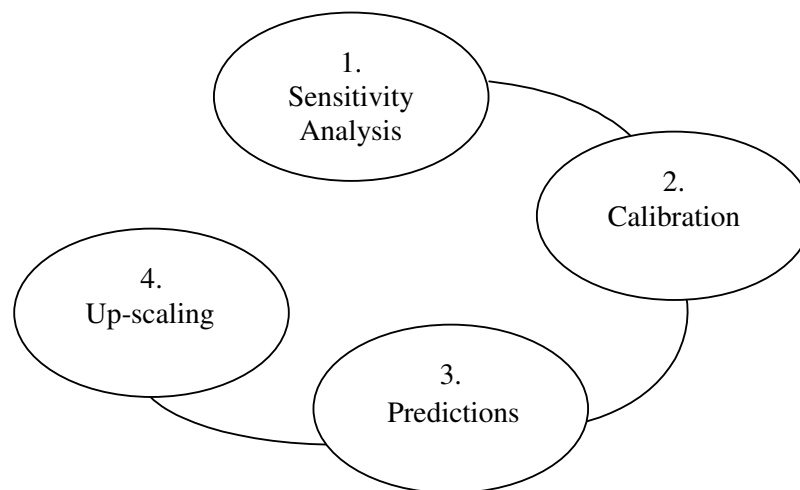 1.
Sensitivity
Analysis
2.
Calibration
3.
Predictions
4.
Up-scaling